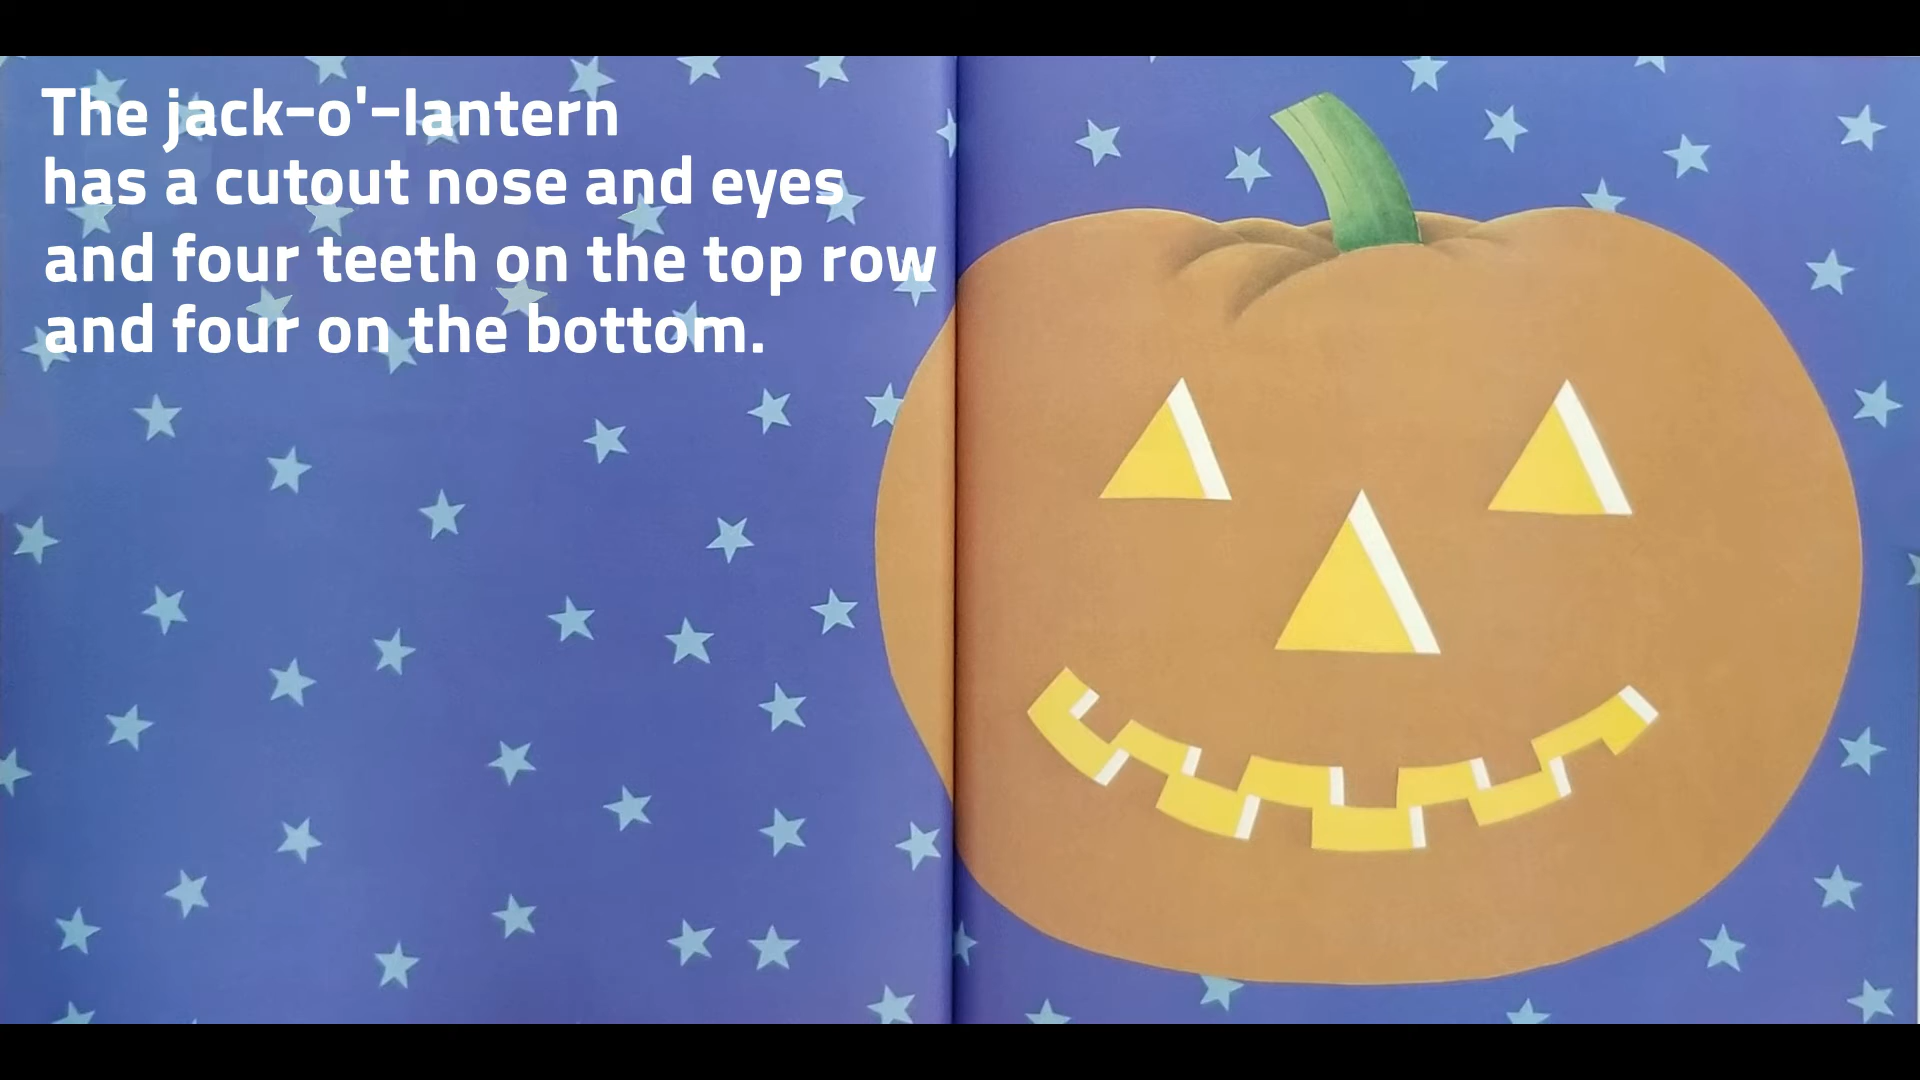 The jack-o'-lantern
has a cutout nose and eyes
and four teeth on the top row
and four on the bottom.